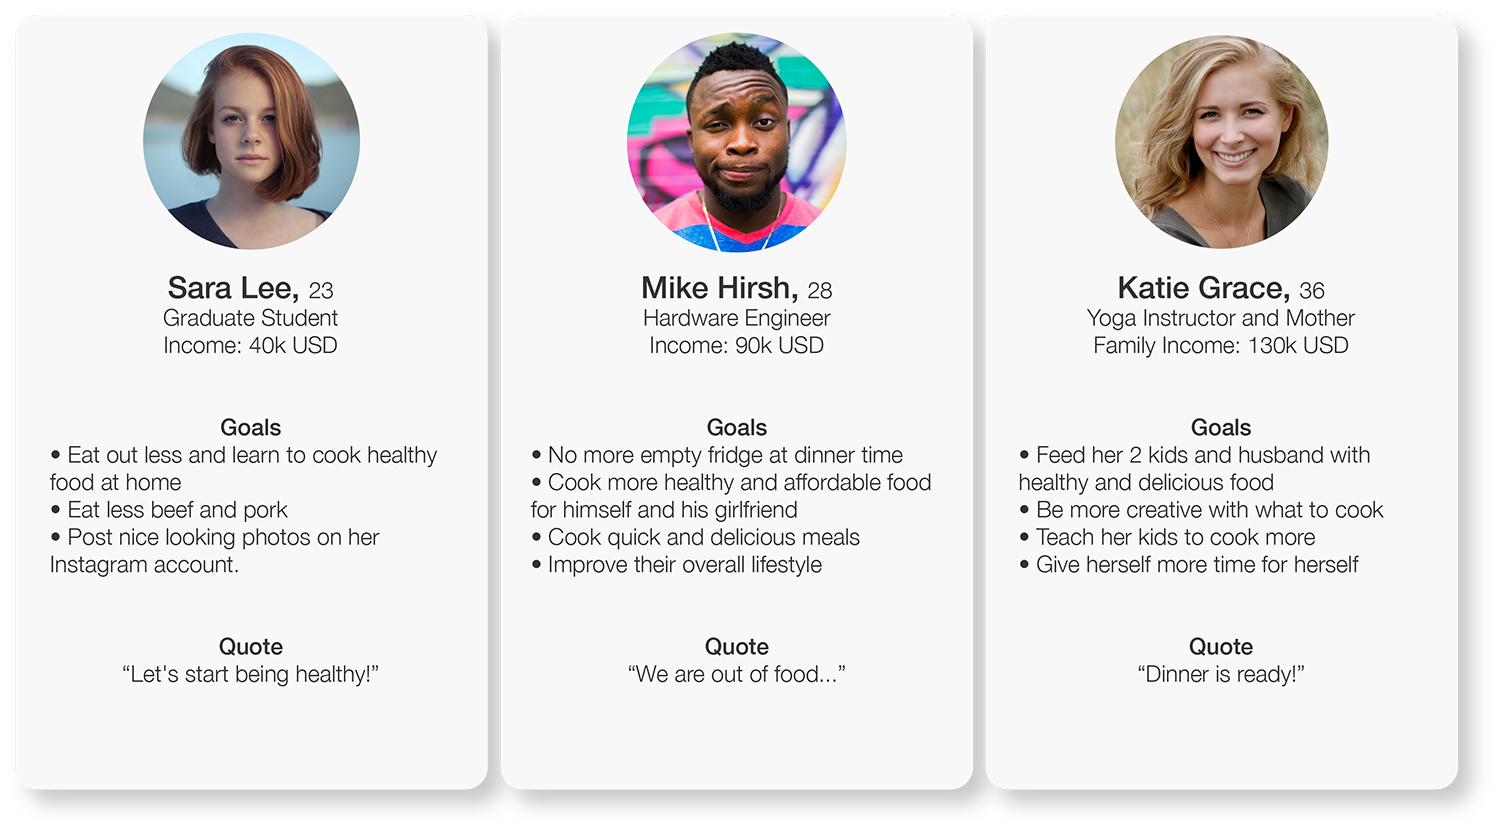 Sara Lee, 23
Graduate Student
Income: 40k USD
Goals
• Eat out less and learn to cook healthy
food at home
• Eat less beef and pork
• Post nice looking photos on her
Instagram account.
Quote
“Let's start being healthy!”
Mike Hirsh, 28
Hardware Engineer
Income: 90k USD
Goals
• No more empty fridge at dinner time
• Cook more healthy and affordable food
for himself and his girlfriend
• Cook quick and delicious meals
• Improve their overall lifestyle
Quote
“We are out of food...”
Katie Grace, 36
Yoga Instructor and Mother
Family Income: 130k USD
Goals
• Feed her 2 kids and husband with
healthy and delicious food
• Be more creative with what to cook
• Teach her kids to cook more
• Give herself more time for herself
Quote
“Dinner is ready!”